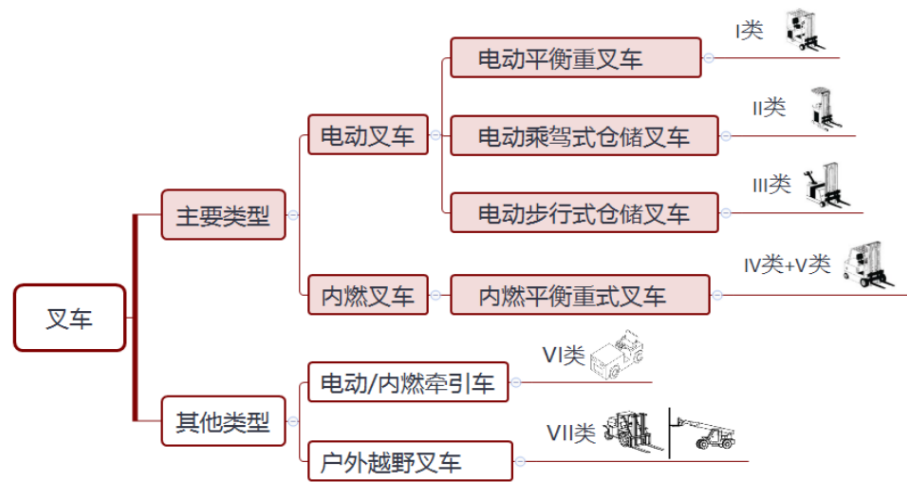 I类
电动平衡重叉车
II类
电动叉车
电动乘驾式仓储叉车
III类
主要类型
电动步行式仓储叉车
IV类+V类
内燃叉车
内燃平衡重式叉车
叉车
VI类
电动/内燃牵引车
其他类型
VII类
户外越野叉车